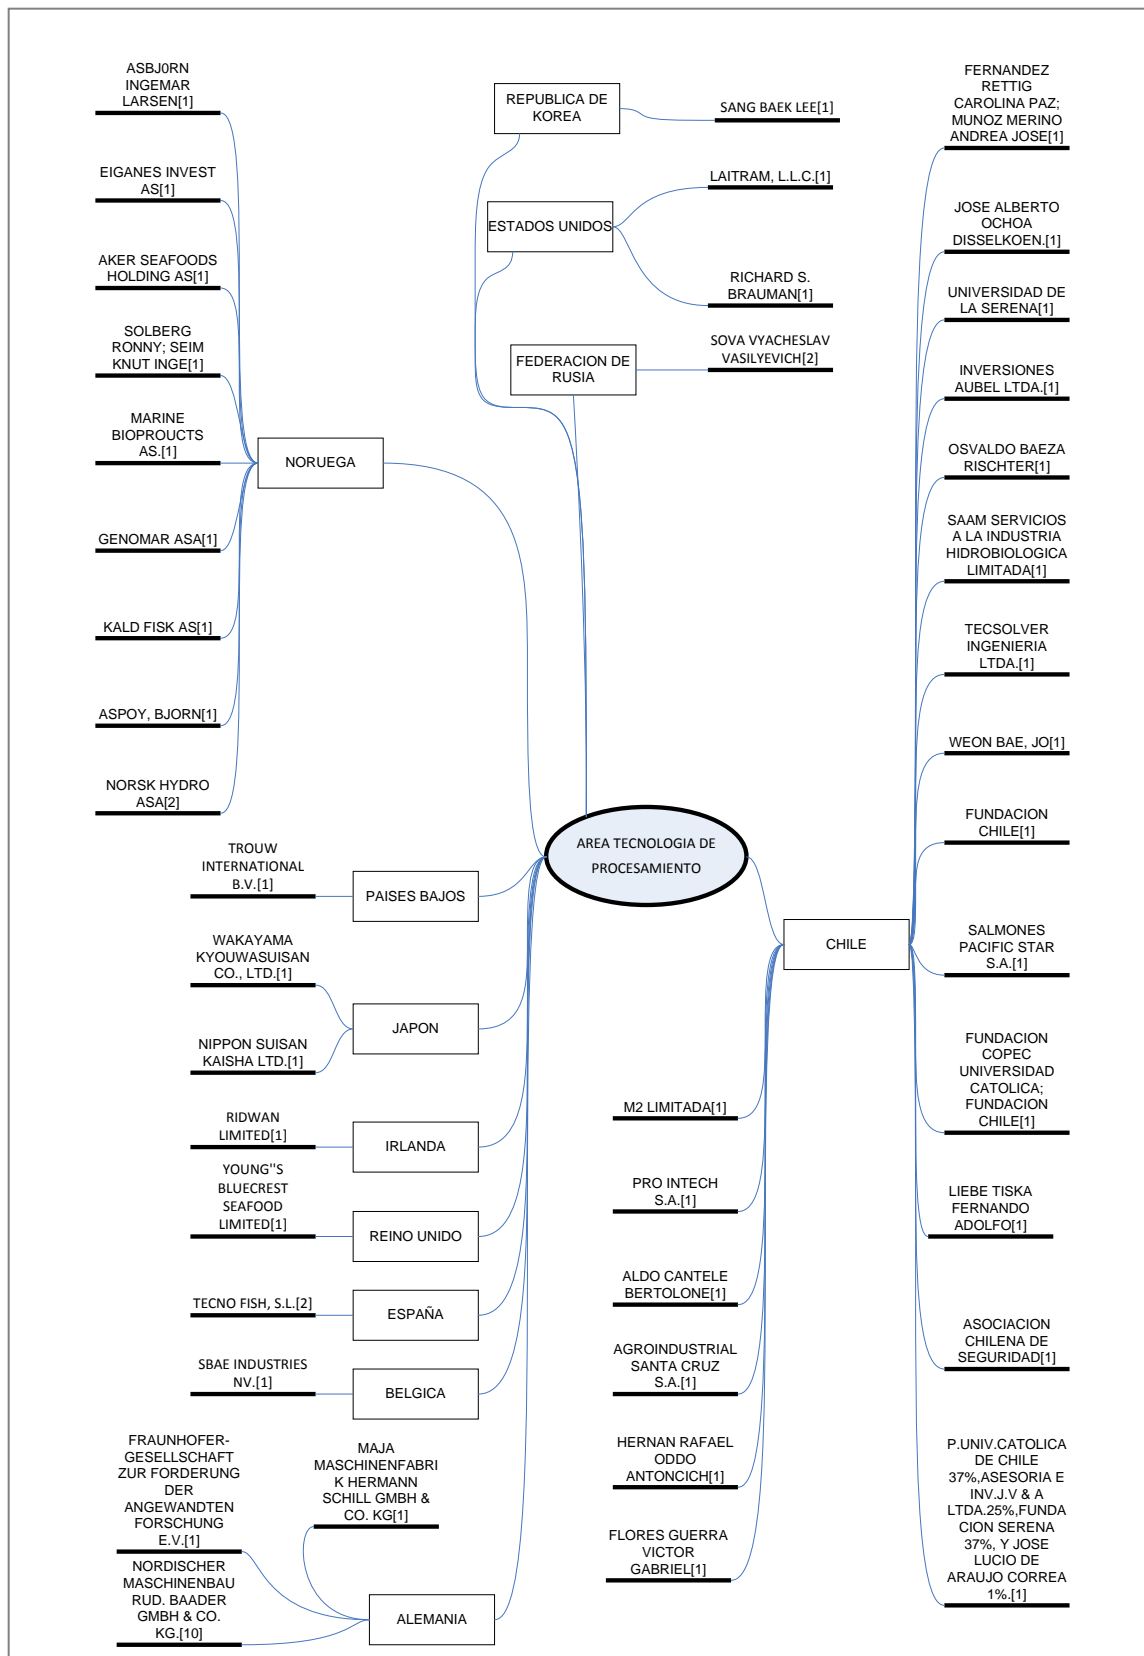 ASBJ0RN
INGEMAR
LARSEN[1]
EIGANES INVEST
AS[1]
AKER SEAFOODS
HOLDING AS[1]
SOLBERG
RONNY; SEIM
KNUT INGE[1]
MARINE
BIOPROUCTS
AS.[1]
GENOMAR ASA[1]
KALD FISK AS[1]
ASPOY, BJORN[1]
NORSK HYDRO
ASA[2]
NORUEGA
REPUBLICA DE
KOREA
SANG BAEK LEE[1]
ESTADOS UNIDOS
LAITRAM, L.L.C.[1]
RICHARD S.
BRAUMAN[1]
FEDERACION DE
RUSIA
SOVA VYACHESLAV
VASILYEVICH[2]
AREA TECNOLOGIA DE
PROCESAMIENTO
TROUW
INTERNATIONAL
B.V.[1]
PAISES BAJOS
WAKAYAMA
KYOUWASUISAN
CO., LTD.[1]
NIPPON SUISAN
KAISHA LTD.[1]
JAPON
RIDWAN
LIMITED[1]
IRLANDA
YOUNG"S
BLUECREST
SEAFOOD
LIMITED[1]
REINO UNIDO
TECNO FISH, S.L.[2]
ESPAÑA
SBAE INDUSTRIES
NV.[1]
BELGICA
FRAUNHOFER-
GESELLSCHAFT
ZUR FORDERUNG
DER
ANGEWANDTEN
FORSCHUNG
E.V.[1]
MAJA
MASCHINENFABRI
K HERMANN
SCHILL GMBH &
CO. KG[1]
NORDISCHER
MASCHINENBAU
RUD. BAADER
GMBH & CO.
KG.[10]
ALEMANIA
CHILE
FERNANDEZ
RETTIG
CAROLINA PAZ;
MUNOZ MERINO
ANDREA JOSE[1]
JOSE ALBERTO
OCHOA
DISSELKOEN.[1]
UNIVERSIDAD DE
LA SERENA[1]
INVERSIONES
AUBEL LTDA.[1]
OSVALDO BAEZA
RISCHTER[1]
SAAM SERVICIOS
A LA INDUSTRIA
HIDROBIOLOGICA
LIMITADA[1]
TECSOLVER
INGENIERIA
LTDA.[1]
WEON BAE, JO[1]
FUNDACION
CHILE[1]
SALMONES
PACIFIC STAR
S.A.[1]
FUNDACION
COPEC
UNIVERSIDAD
CATOLICA;
FUNDACION
CHILE[1]
LIEBE TISKA
FERNANDO
ADOLFO[1]
ASOCIACION
CHILENA DE
SEGURIDAD[1]
P.UNIV.CATOLICA
DE CHILE
37%,ASESORIA E
INV.J.V & A
LTDA.25%,FUNDA
CION SERENA
37%, Y JOSE
LUCIO DE
ARAUJO CORREA
1%.[1]
M2 LIMITADA[1]
PRO INTECH
S.A.[1]
ALDO CANTELE
BERTOLONE[1]
AGROINDUSTRIAL
SANTA CRUZ
S.A.[1]
HERNAN RAFAEL
ODDO
ANTONCICH[1]
FLORES GUERRA
VICTOR
GABRIEL[1]